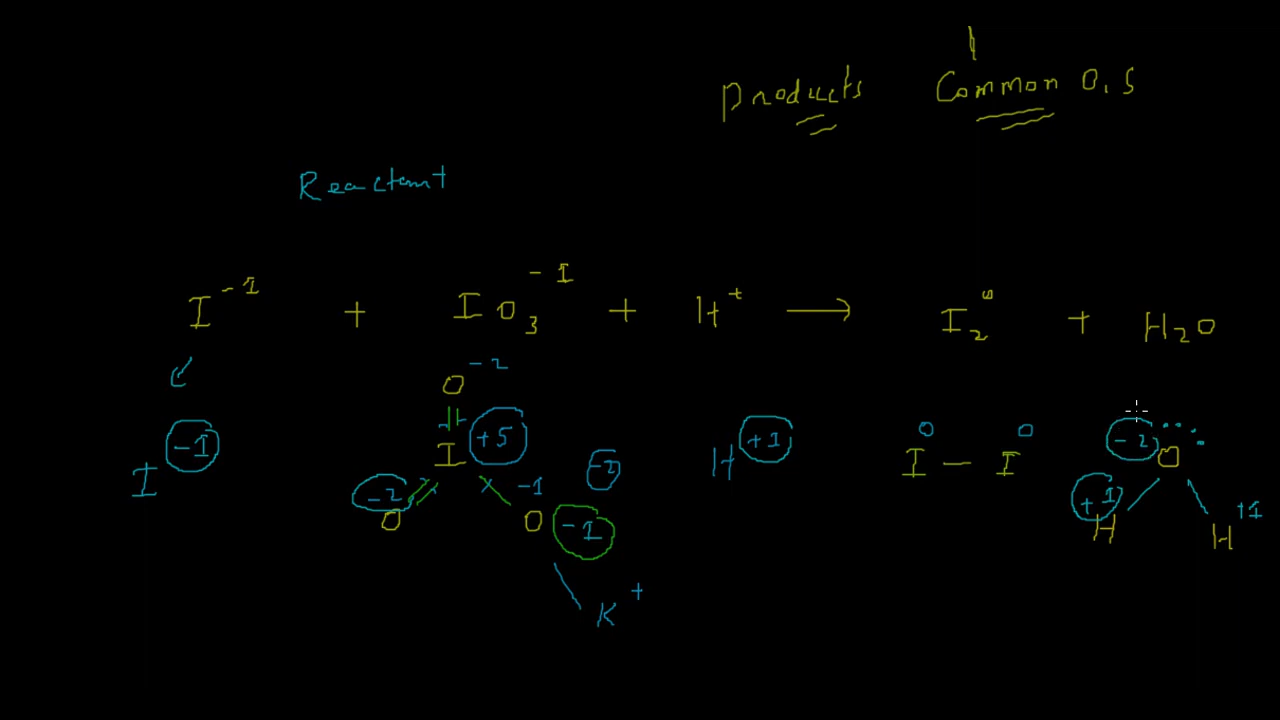 Products Common O.S
Reactant
I⁻¹ + IO₃⁻¹ + H⁺ → I₂⁰ + H₂O
O⁻²
I⁻¹ I +5 H⁺¹ I⁰ — I⁰ -2 O
-2 O -1 O -1 -2 +1 H H +1
K⁺